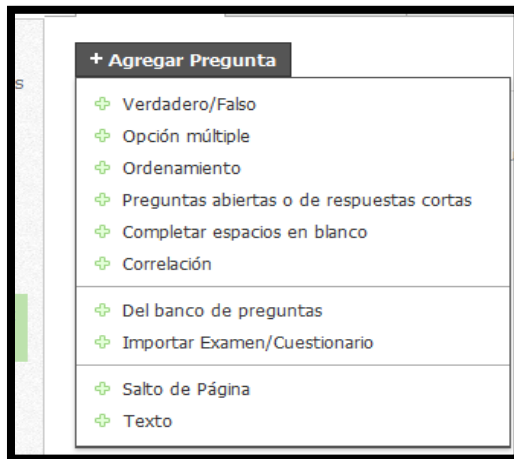 s
+ Agregar Pregunta
Verdadero/Falso
Opción múltiple
Ordenamiento
Preguntas abiertas o de respuestas cortas
Completar espacios en blanco
Correlación
Del banco de preguntas
Importar Examen/Cuestionario
Salto de Página
Texto